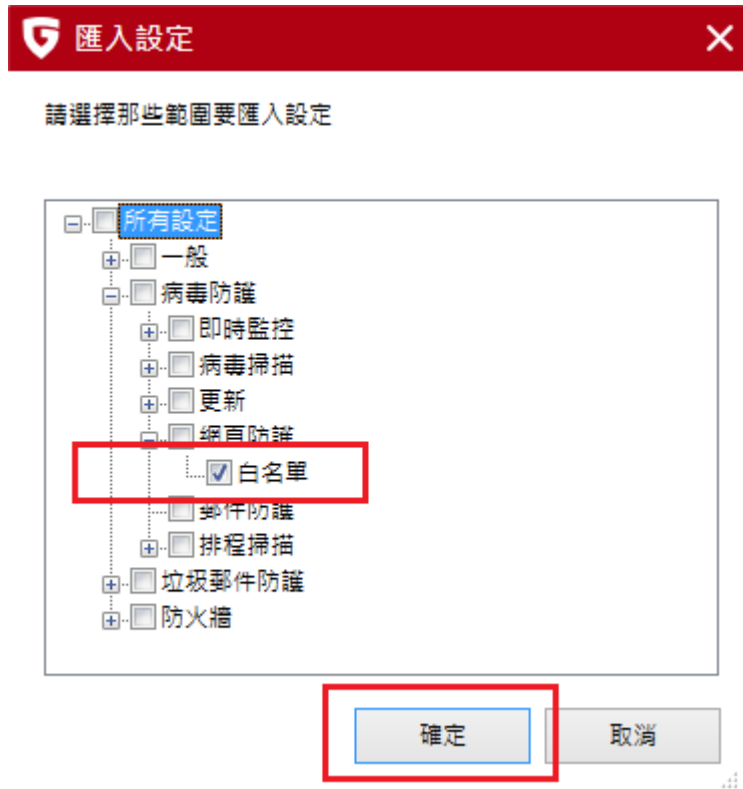 匯入設定
請選擇那些範圍要匯入設定
所有設定
一般
病毒防護
即時監控
病毒掃描
更新
網頁防護
白名單
郵件防護
排程掃描
垃圾郵件防護
防火牆
確定
取消